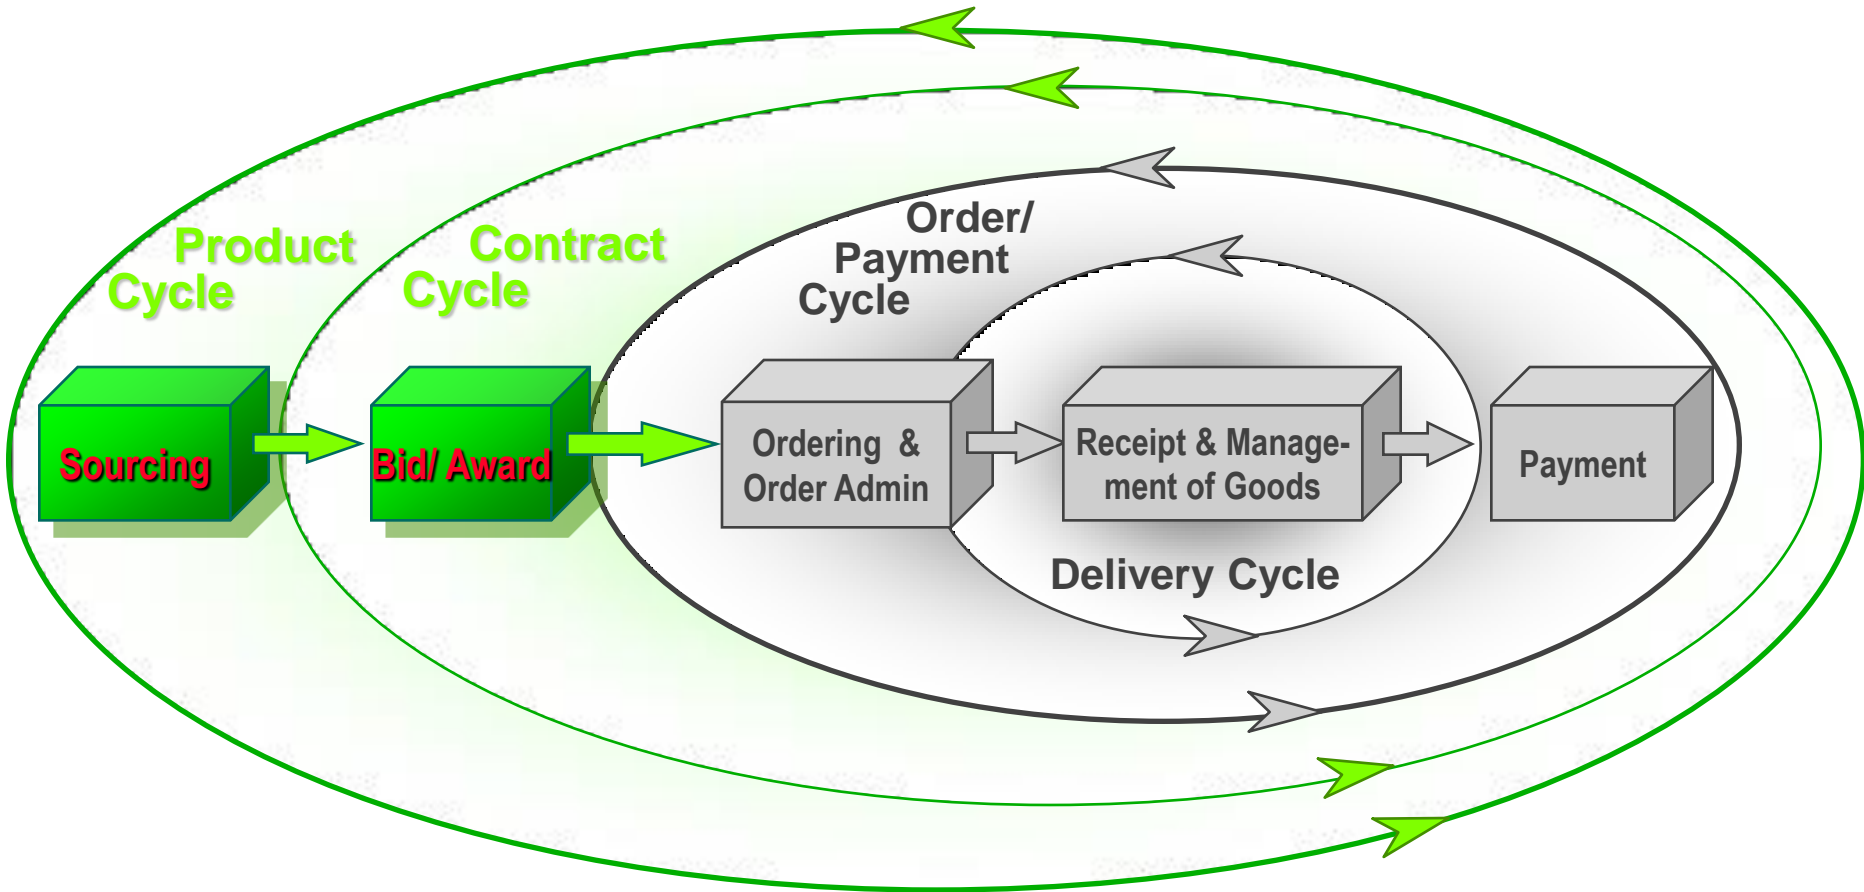 Product
Cycle
Contract
Cycle
Order/
Payment
Cycle
Sourcing
Bid/ Award
Ordering &
Order Admin
Receipt & Manage-
ment of Goods
Payment
Delivery Cycle